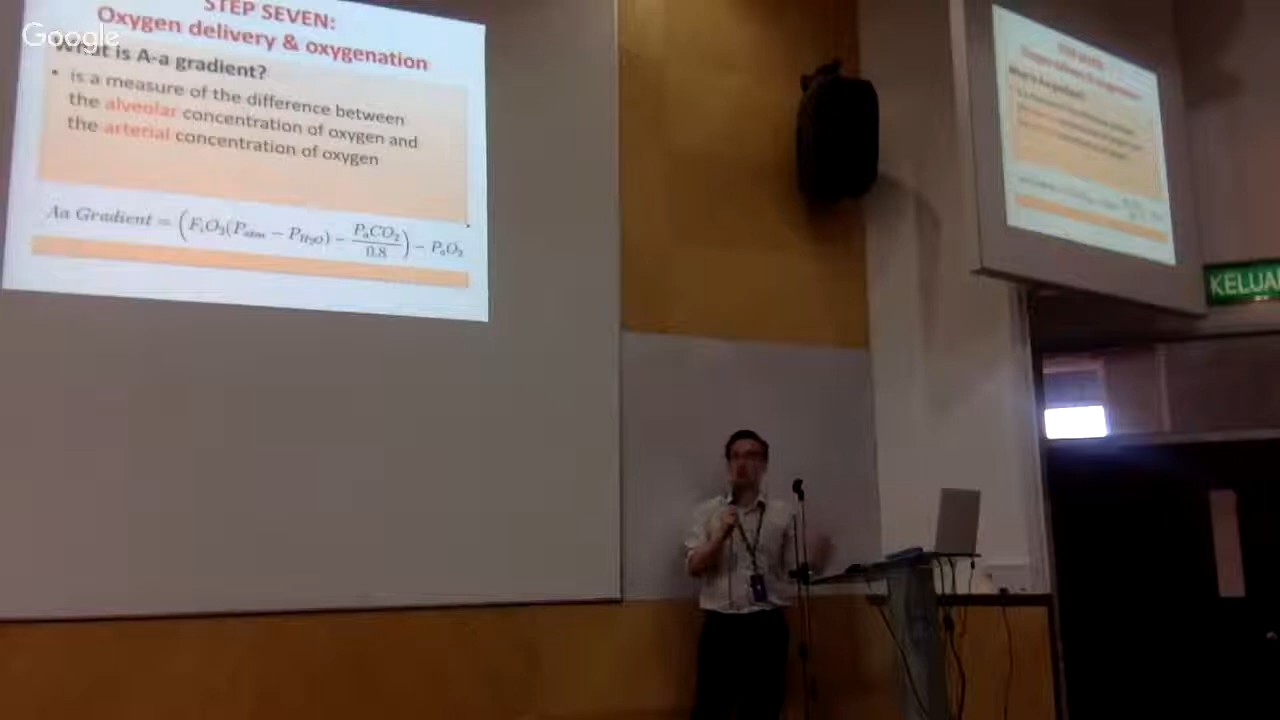 Google
STEP SEVEN:
Oxygen delivery & oxygenation
What is A-a gradient?
• is a measure of the difference between
the alveolar concentration of oxygen and
the arterial concentration of oxygen
Aa Gradient = (FiO2(Patm − PH2O) − PaCO2/0.8) − PaO2
KELUA